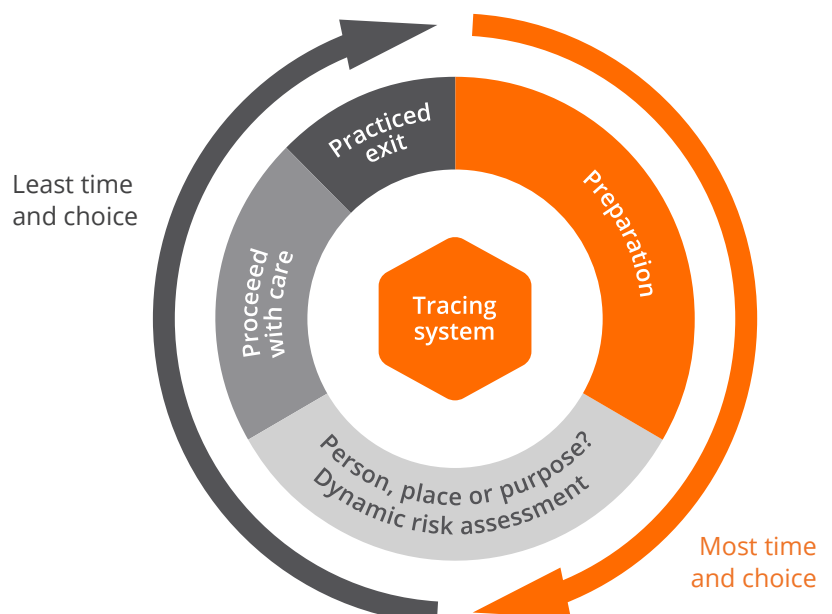 Practiced
exit
Preparation
Least time
and choice
Proceeed
with care
Tracing
system
Person, place or purpose?
Dynamic risk assessment
Most time
and choice